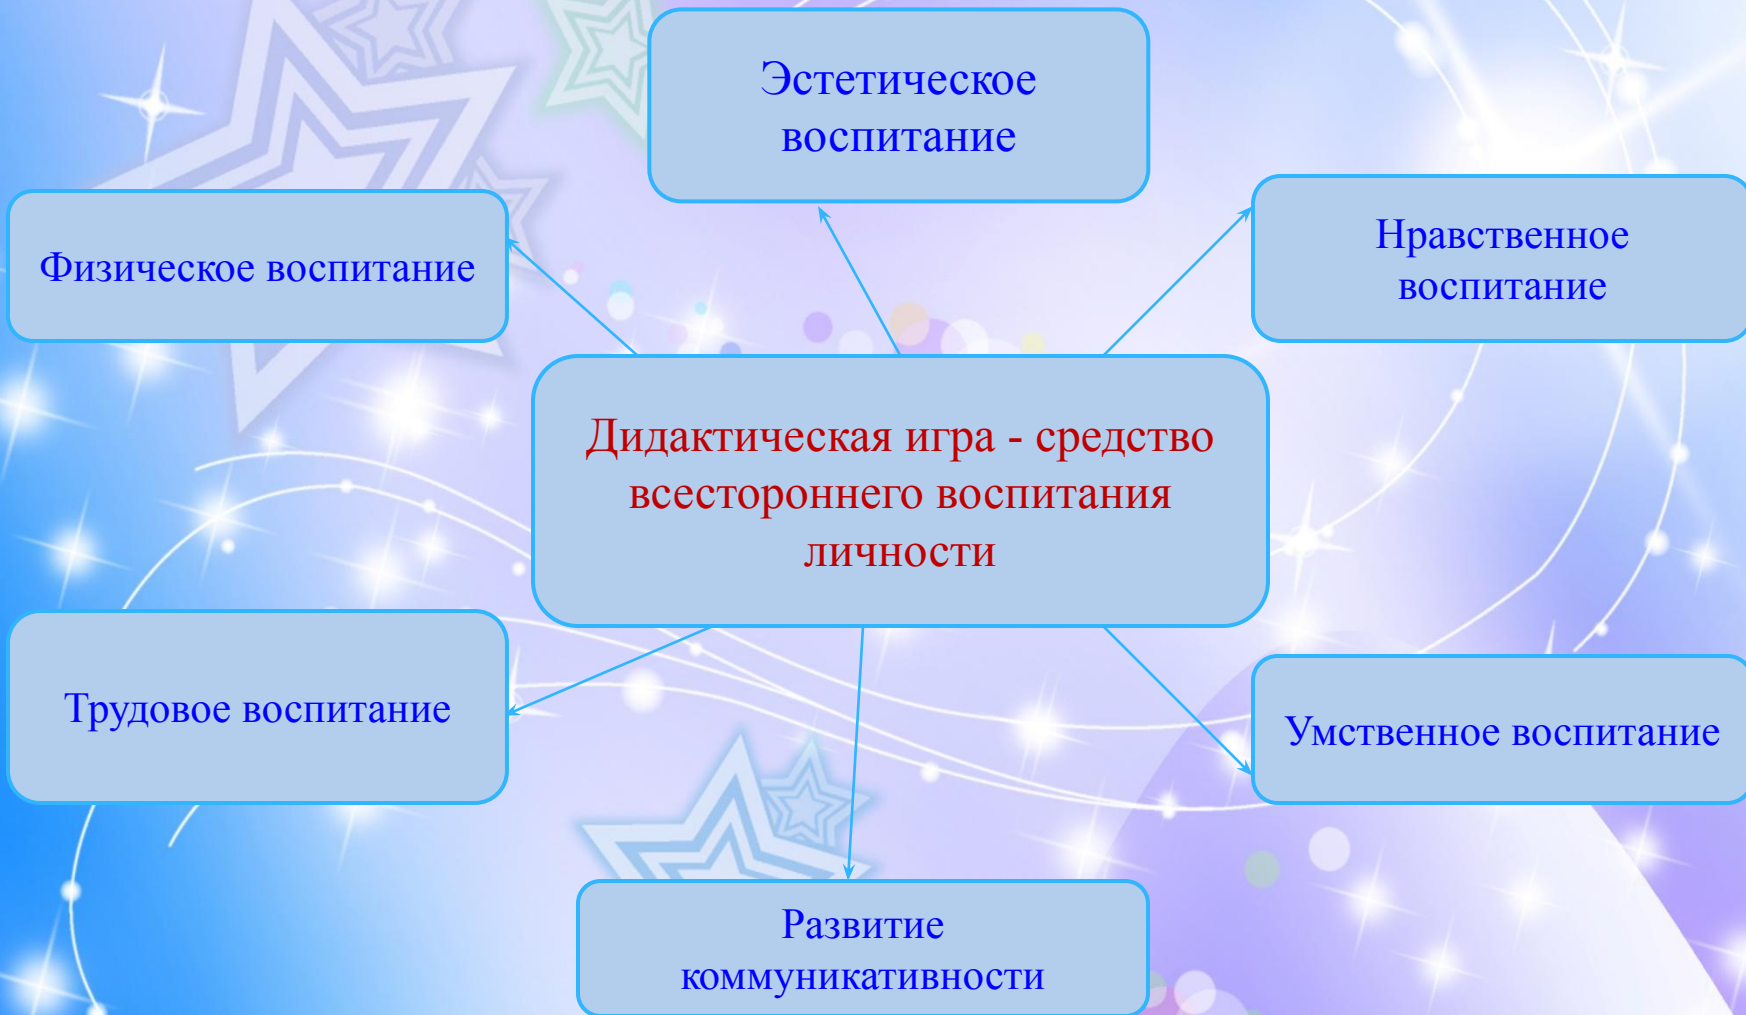 Эстетическое
воспитание
Физическое воспитание
Нравственное
воспитание
Дидактическая игра - средство
всестороннего воспитания
личности
Трудовое воспитание
Умственное воспитание
Развитие
коммуникативности